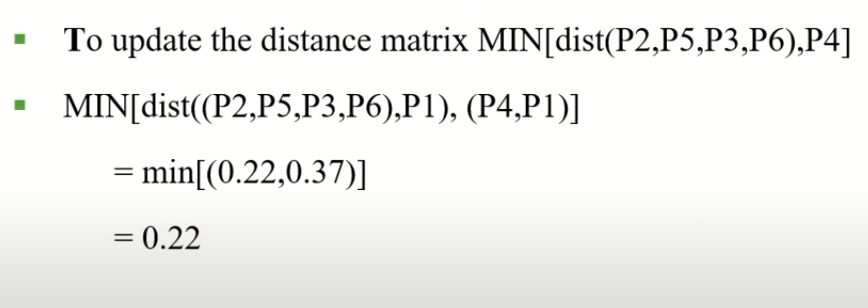 ▪ To update the distance matrix MIN[dist(P2,P5,P3,P6),P4]
▪ MIN[dist((P2,P5,P3,P6),P1), (P4,P1)]
= min[(0.22,0.37)]
= 0.22